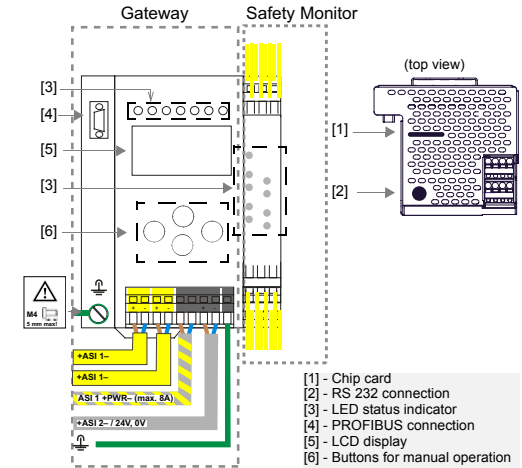 Gateway
Safety Monitor
(top view)
[3]
[4]
[5]
[3]
[6]
[1]
[2]
M4
5 mm max!
+ - + - +
+ASI 1–
+ASI 1–
ASI 1 +PWR– (max. 8A)
+ASI 2– / 24V, 0V
[1] - Chip card
[2] - RS 232 connection
[3] - LED status indicator
[4] - PROFIBUS connection
[5] - LCD display
[6] - Buttons for manual operation